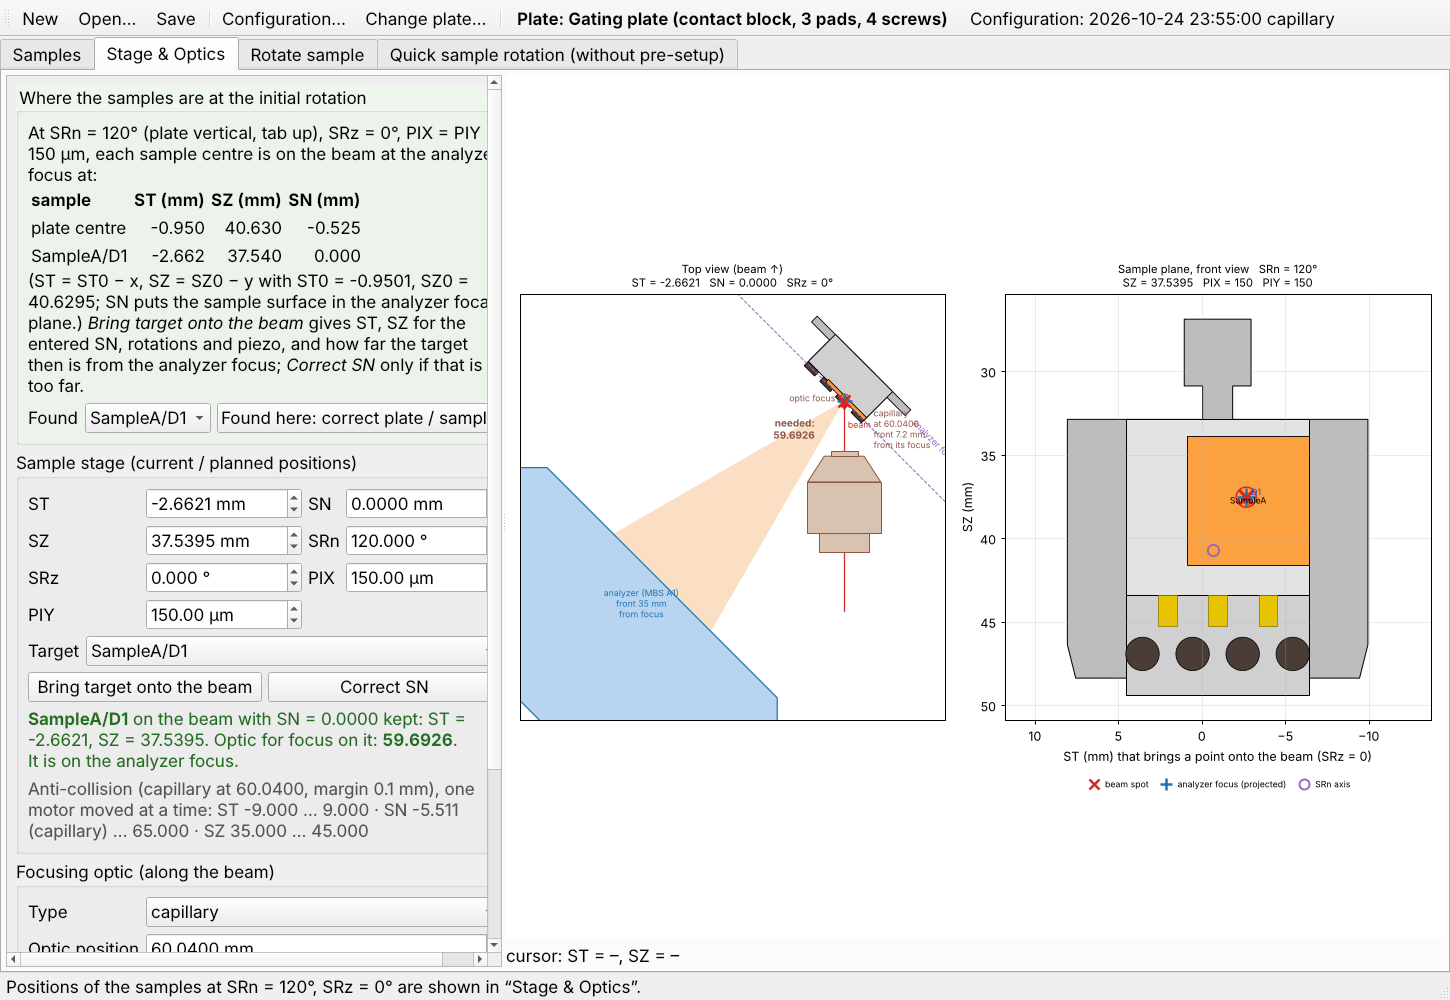 New Open... Save Configuration... Change plate... Plate: Gating plate (contact block, 3 pads, 4 screws) Configuration: 2026-10-24 23:55:00 capillary
Samples Stage & Optics Rotate sample Quick sample rotation (without pre-setup)
Where the samples are at the initial rotation
At SRn = 120° (plate vertical, tab up), SRz = 0°, PIX = PIY
150 µm, each sample centre is on the beam at the analyze
focus at:
sample ST (mm) SZ (mm) SN (mm)
plate centre -0.950 40.630 -0.525
SampleA/D1 -2.662 37.540 0.000
(ST = ST0 − x, SZ = SZ0 − y with ST0 = -0.9501, SZ0 =
40.6295; SN puts the sample surface in the analyzer foca
plane.) Bring target onto the beam gives ST, SZ for the
entered SN, rotations and piezo, and how far the target
then is from the analyzer focus; Correct SN only if that is
too far.
Found SampleA/D1 Found here: correct plate / sampl
Sample stage (current / planned positions)
ST -2.6621 mm SN 0.0000 mm
SZ 37.5395 mm SRn 120.000 °
SRz 0.000 ° PIX 150.00 µm
PIY 150.00 µm
Target SampleA/D1
Bring target onto the beam Correct SN
SampleA/D1 on the beam with SN = 0.0000 kept: ST =
-2.6621, SZ = 37.5395. Optic for focus on it: 59.6926.
It is on the analyzer focus.
Anti-collision (capillary at 60.0400, margin 0.1 mm), one
motor moved at a time: ST -9.000 ... 9.000 · SN -5.511
(capillary) ... 65.000 · SZ 35.000 ... 45.000
Focusing optic (along the beam)
Type capillary
Optic position 60.0400 mm
Top view (beam ↑)
ST = -2.6621 SN = 0.0000 SRz = 0°
optic focus
needed:
59.6926
beam
capillary
at 60.0400
front 7.2 mm
from its focus
analyzer (MBS A1)
front 35 mm
from focus
Sample plane, front view SRn = 120°
SZ = 37.5395 PIX = 150 PIY = 150
SZ (mm)
30
35
40
45
50
SampleA
10 5 0 −5 −10
ST (mm) that brings a point onto the beam (SRz = 0)
beam spot analyzer focus (projected) SRn axis
cursor: ST = –, SZ = –
Positions of the samples at SRn = 120°, SRz = 0° are shown in “Stage & Optics”.